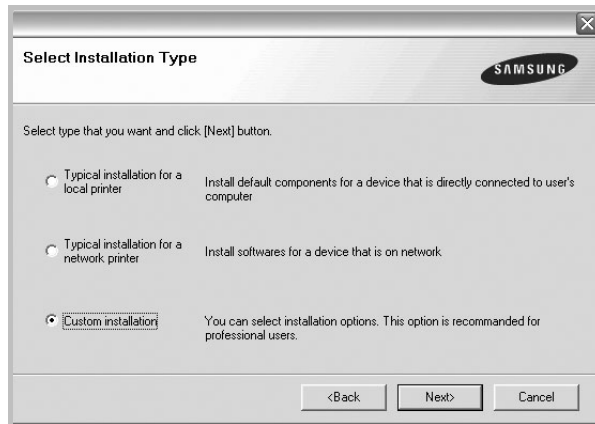 Select Installation Type
SAMSUNG
Select type that you want and click [Next] button.
Typical installation for a
local printer
Install default components for a device that is directly connected to user's
computer
Typical installation for a
network printer
Install softwares for a device that is on network
Custom installation
You can select installation options. This option is recommanded for
professional users.
<Back
Next>
Cancel